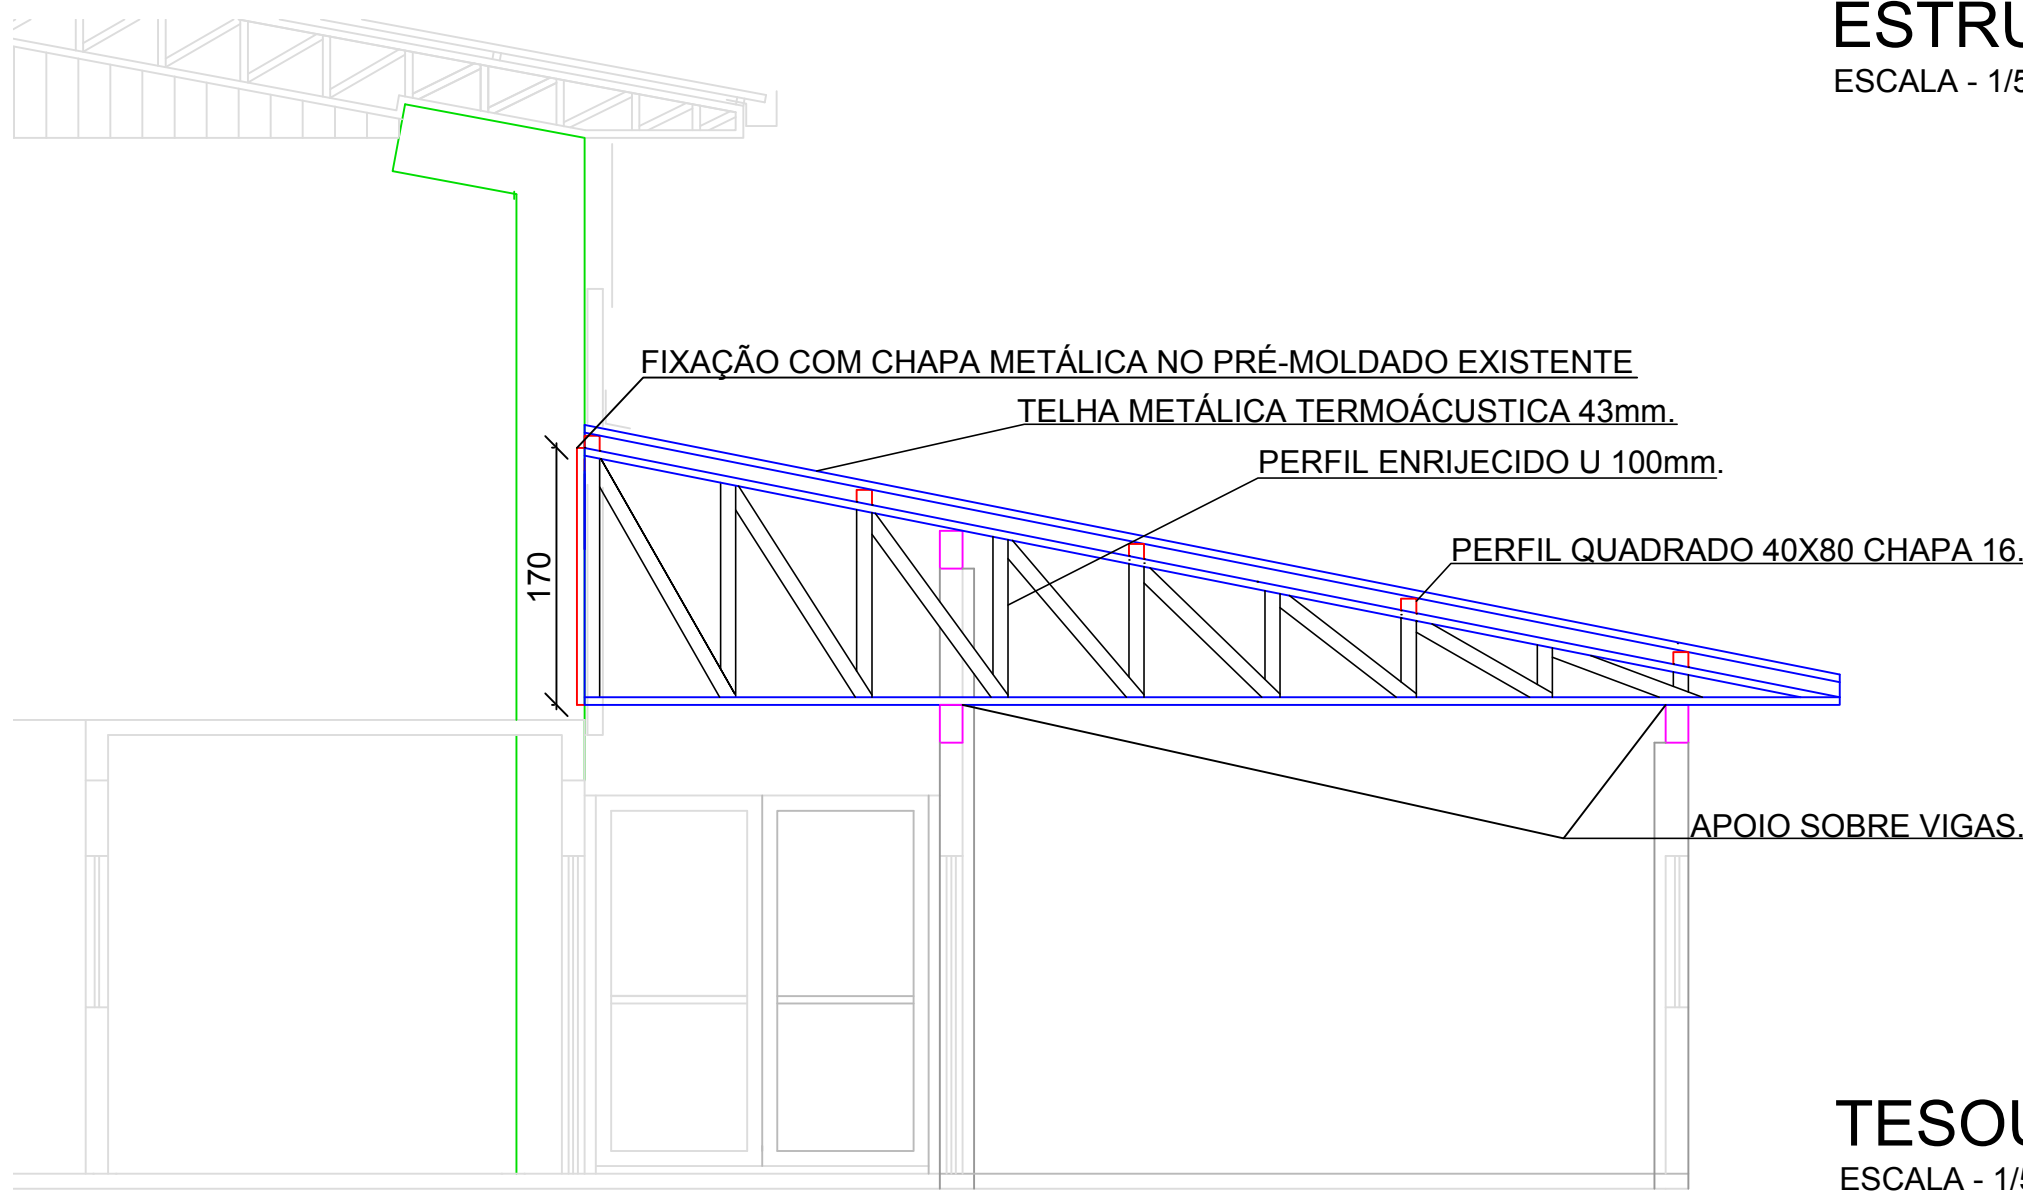 ESTRU
ESCALA - 1/5
FIXAÇÃO COM CHAPA METÁLICA NO PRÉ-MOLDADO EXISTENTE
TELHA METÁLICA TERMOÁCUSTICA 43mm.
PERFIL ENRIJECIDO U 100mm.
PERFIL QUADRADO 40X80 CHAPA 16.
170
APOIO SOBRE VIGAS.
TESOU
ESCALA - 1/5